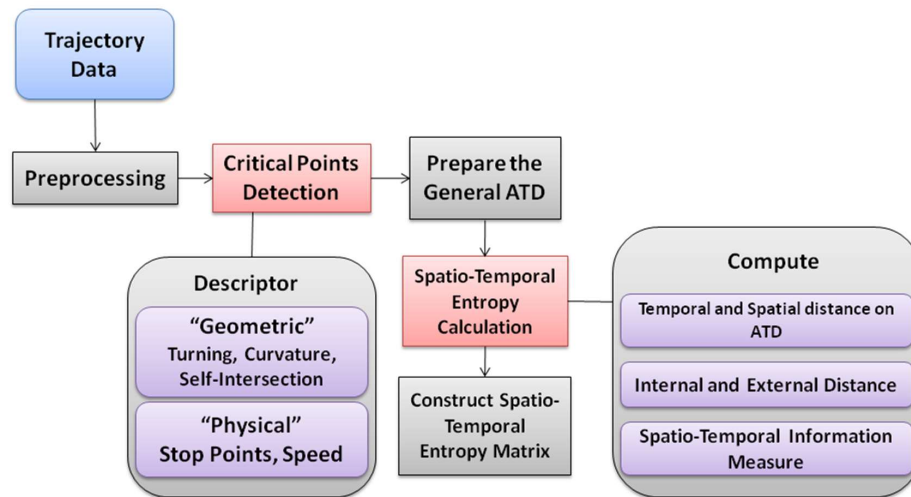 Trajectory
Data
Preprocessing
Critical Points
Detection
Prepare the
General ATD
Descriptor
“Geometric”
Turning, Curvature,
Self-Intersection
“Physical”
Stop Points, Speed
Spatio-Temporal
Entropy
Calculation
Construct Spatio-
Temporal
Entropy Matrix
Compute
Temporal and Spatial distance on
ATD
Internal and External Distance
Spatio-Temporal Information
Measure